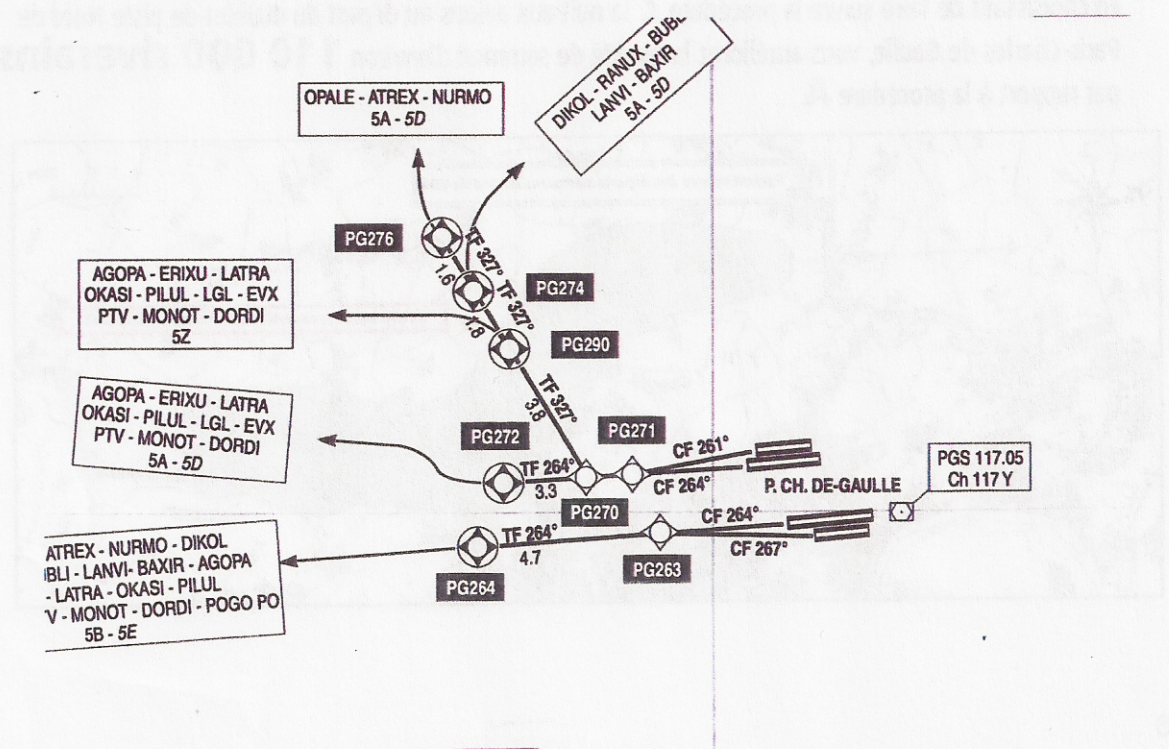 DIKOL - RANUX - BUBLI
LANVI - BAXIR
5A - 5D
OPALE - ATREX - NURMO
5A - 5D
PG276
TF 327°
1.6
AGOPA - ERIXU - LATRA
OKASI - PILUL - LGL - EVX
PTV - MONOT - DORDI
5Z
PG274
TF 327°
PG290
TF 327°
3.8
AGOPA - ERIXU - LATRA
OKASI - PILUL - LGL - EVX
PTV - MONOT - DORDI
5A - 5D
PG272
PG271
TF 264°
3.3
CF 261°
CF 264°
PG270
P. CH. DE-GAULLE
PGS 117.05
Ch 117 Y
ATREX - NURMO - DIKOL
IBLI - LANVI- BAXIR - AGOPA
- LATRA - OKASI - PILUL
V - MONOT - DORDI - POGO PO
5B - 5E
TF 264°
4.7
CF 264°
CF 267°
PG264
PG263